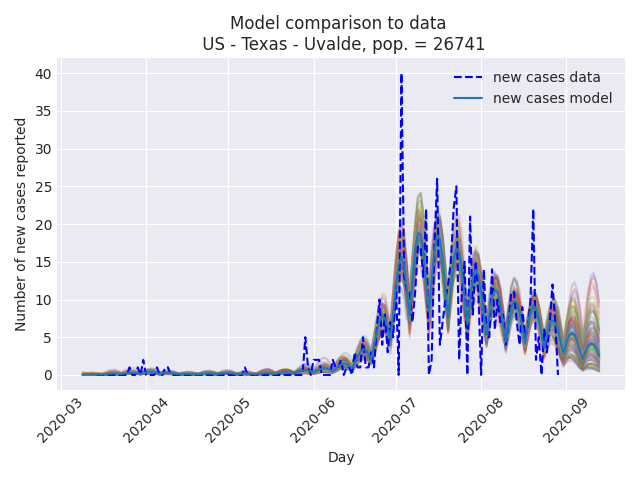 Model comparison to data
US - Texas - Uvalde, pop. = 26741
new cases data
new cases model
Number of new cases reported
40
35
30
25
20
15
10
5
0
2020-03
2020-04
2020-05
2020-06
2020-07
2020-08
2020-09
Day